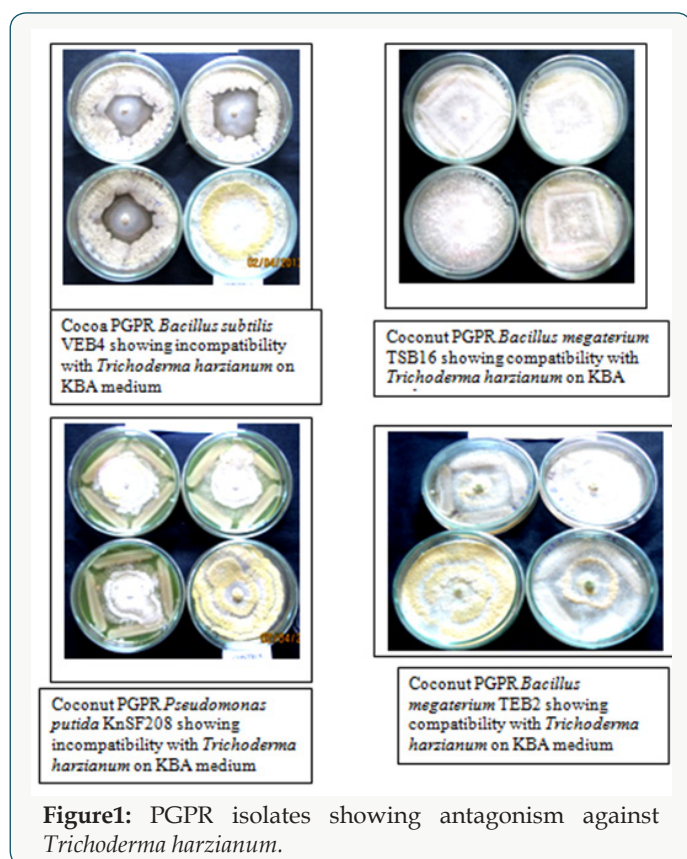 02/04/2013
Cocoa PGPR Bacillus subtilis
VEB4 showing incompatibility
with Trichoderma harzianum on
KBA medium
Coconut PGPR Bacillus megaterium
TSB16 showing compatibility with
Trichoderma harzianum on KBA
Coconut PGPR Pseudomonas
putida KnSF208 showing
incompatibility with Trichoderma
harzianum on KBA medium
Coconut PGPR Bacillus
megaterium TEB2 showing
compatibility with Trichoderma
harzianum on KBA medium
Figure1: PGPR isolates showing antagonism against
Trichoderma harzianum.